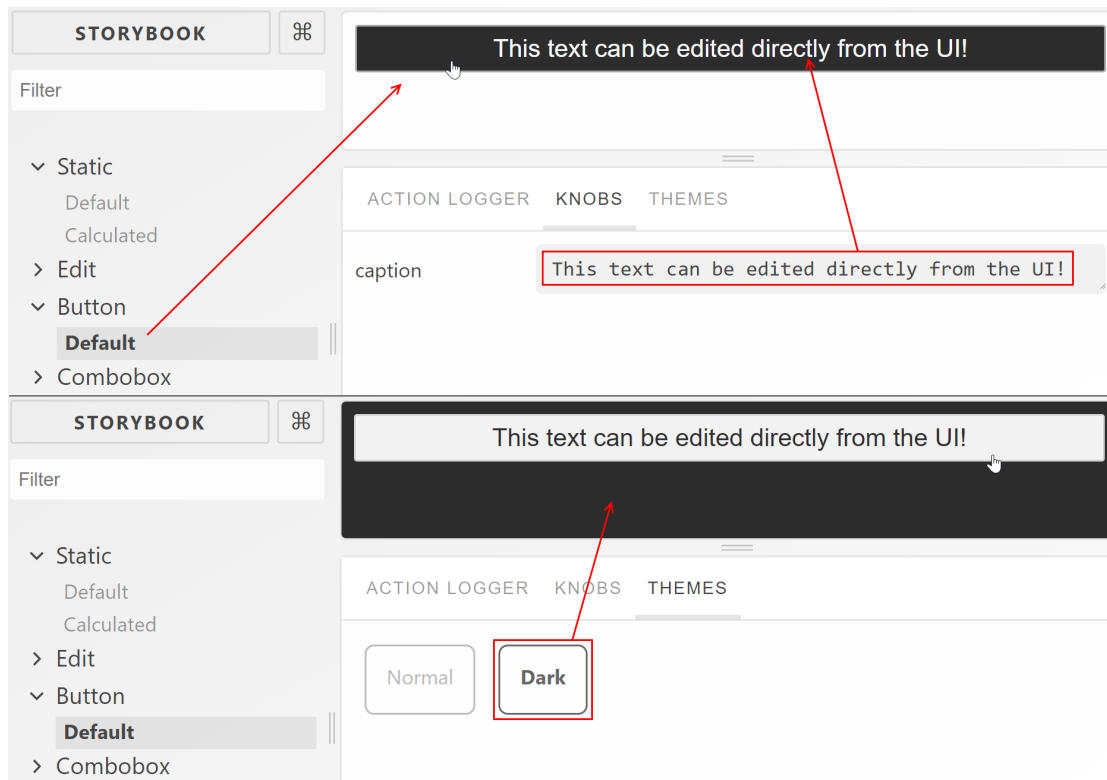 STORYBOOK ⌘
Filter
Static
Default
Calculated
Edit
Button
Default
Combobox
This text can be edited directly from the UI!
ACTION LOGGER KNOBS THEMES
caption This text can be edited directly from the UI!
STORYBOOK ⌘
Filter
Static
Default
Calculated
Edit
Button
Default
Combobox
This text can be edited directly from the UI!
ACTION LOGGER KNOBS THEMES
Normal Dark